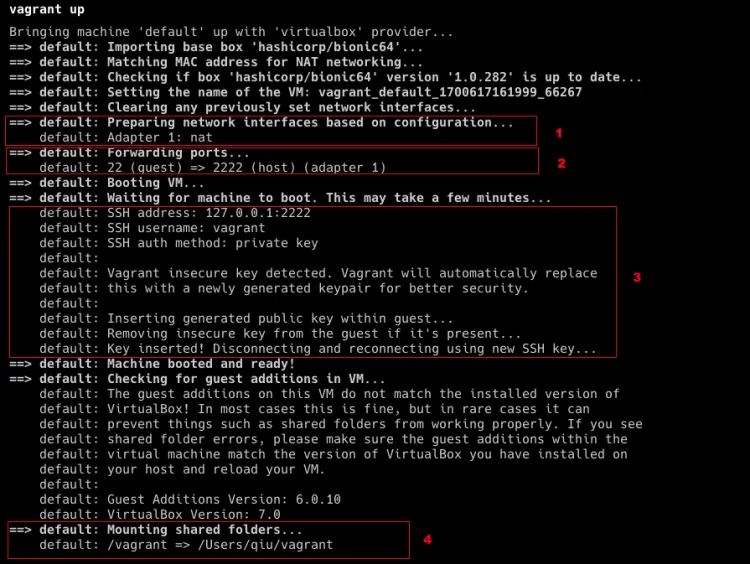 vagrant up
Bringing machine 'default' up with 'virtualbox' provider...
==> default: Importing base box 'hashicorp/bionic64'...
==> default: Matching MAC address for NAT networking...
==> default: Checking if box 'hashicorp/bionic64' version '1.0.282' is up to date...
==> default: Setting the name of the VM: vagrant_default_1700617161999_66267
==> default: Clearing any previously set network interfaces...
==> default: Preparing network interfaces based on configuration...
default: Adapter 1: nat
1
==> default: Forwarding ports...
default: 22 (guest) => 2222 (host) (adapter 1)
2
==> default: Booting VM...
==> default: Waiting for machine to boot. This may take a few minutes...
default: SSH address: 127.0.0.1:2222
default: SSH username: vagrant
default: SSH auth method: private key
default:
default: Vagrant insecure key detected. Vagrant will automatically replace
default: this with a newly generated keypair for better security.
default:
default: Inserting generated public key within guest...
default: Removing insecure key from the guest if it's present...
default: Key inserted! Disconnecting and reconnecting using new SSH key...
3
==> default: Machine booted and ready!
==> default: Checking for guest additions in VM...
default: The guest additions on this VM do not match the installed version of
default: VirtualBox! In most cases this is fine, but in rare cases it can
default: prevent things such as shared folders from working properly. If you see
default: shared folder errors, please make sure the guest additions within the
default: virtual machine match the version of VirtualBox you have installed on
default: your host and reload your VM.
default:
default: Guest Additions Version: 6.0.10
default: VirtualBox Version: 7.0
==> default: Mounting shared folders...
default: /vagrant => /Users/qiu/vagrant
4